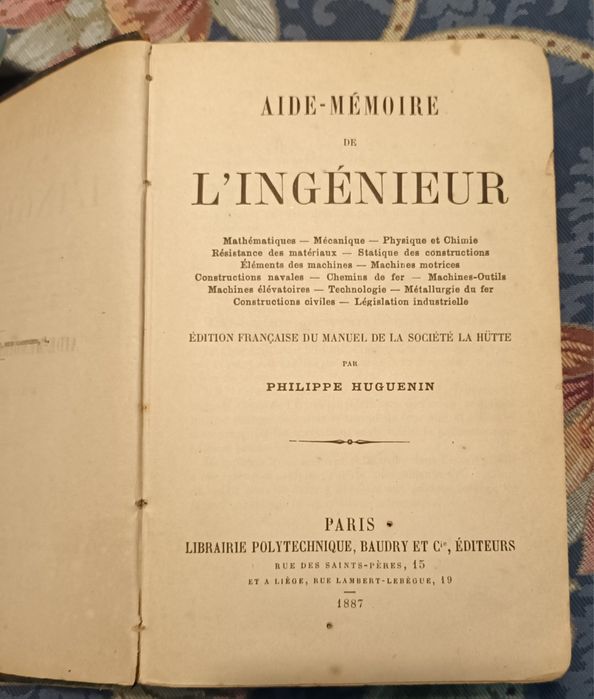 AIDE-MÉMOIRE
DE
L'INGÉNIEUR
Mathématiques — Mécanique — Physique et Chimie
Résistance des matériaux — Statique des constructions
Éléments des machines — Machines motrices
Constructions navales — Chemins de fer — Machines-Outils
Machines élévatoires — Technologie — Métallurgie du fer
Constructions civiles — Législation industrielle
ÉDITION FRANÇAISE DU MANUEL DE LA SOCIÉTÉ LA HÜTTE
PAR
PHILIPPE HUGUENIN
PARIS
LIBRAIRIE POLYTECHNIQUE, BAUDRY ET Cie, ÉDITEURS
RUE DES SAINTS-PÈRES, 15
ET A LIÉGE, RUE LAMBERT-LEBÈGUE, 19
1887